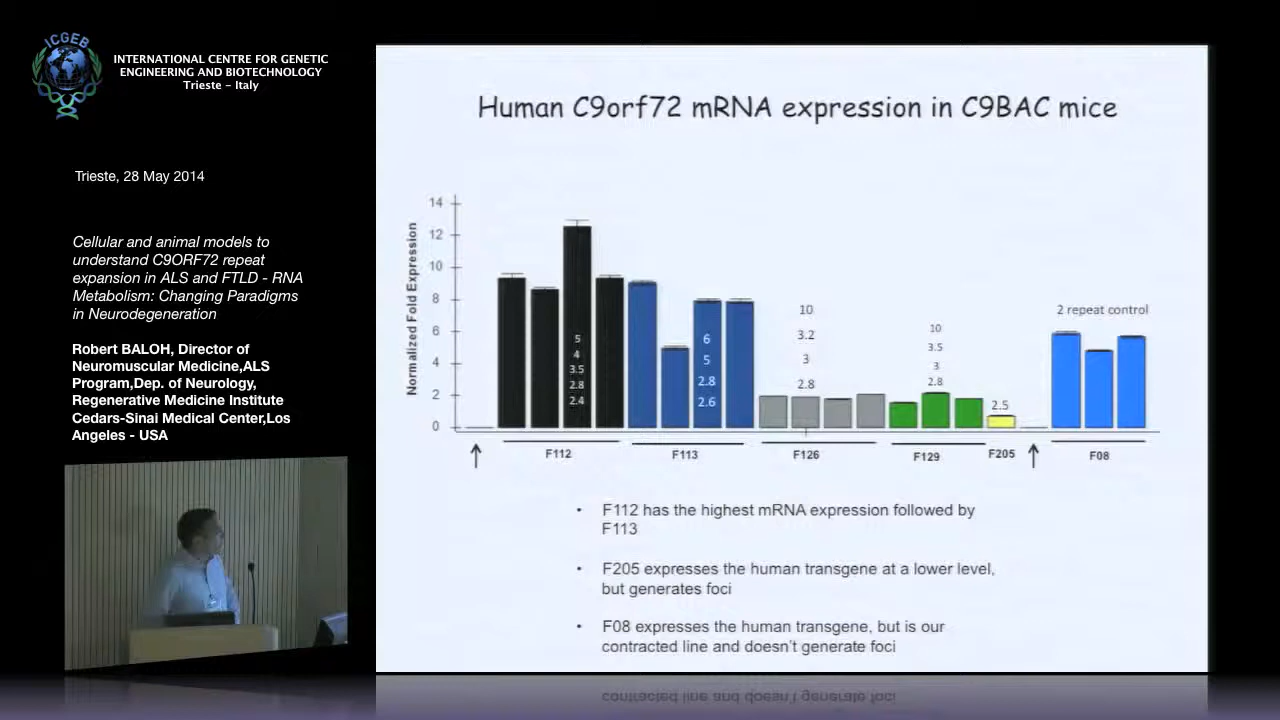 ICGEB
INTERNATIONAL CENTRE FOR GENETIC
ENGINEERING AND BIOTECHNOLOGY
Trieste – Italy
Trieste, 28 May 2014
Cellular and animal models to
understand C9ORF72 repeat
expansion in ALS and FTLD - RNA
Metabolism: Changing Paradigms
in Neurodegeneration
Robert BALOH, Director of
Neuromuscular Medicine,ALS
Program,Dep. of Neurology,
Regenerative Medicine Institute
Cedars-Sinai Medical Center,Los
Angeles - USA
Human C9orf72 mRNA expression in C9BAC mice
Normalized Fold Expression
14
12
10
8
6
4
2
0
5
4
3.5
2.8
2.4
6
5
2.8
2.6
10
3.2
3
2.8
10
3.5
3
2.8
2.5
2 repeat control
F112
F113
F126
F129
F205
F08
• F112 has the highest mRNA expression followed by
F113
• F205 expresses the human transgene at a lower level,
but generates foci
• F08 expresses the human transgene, but is our
contracted line and doesn't generate foci